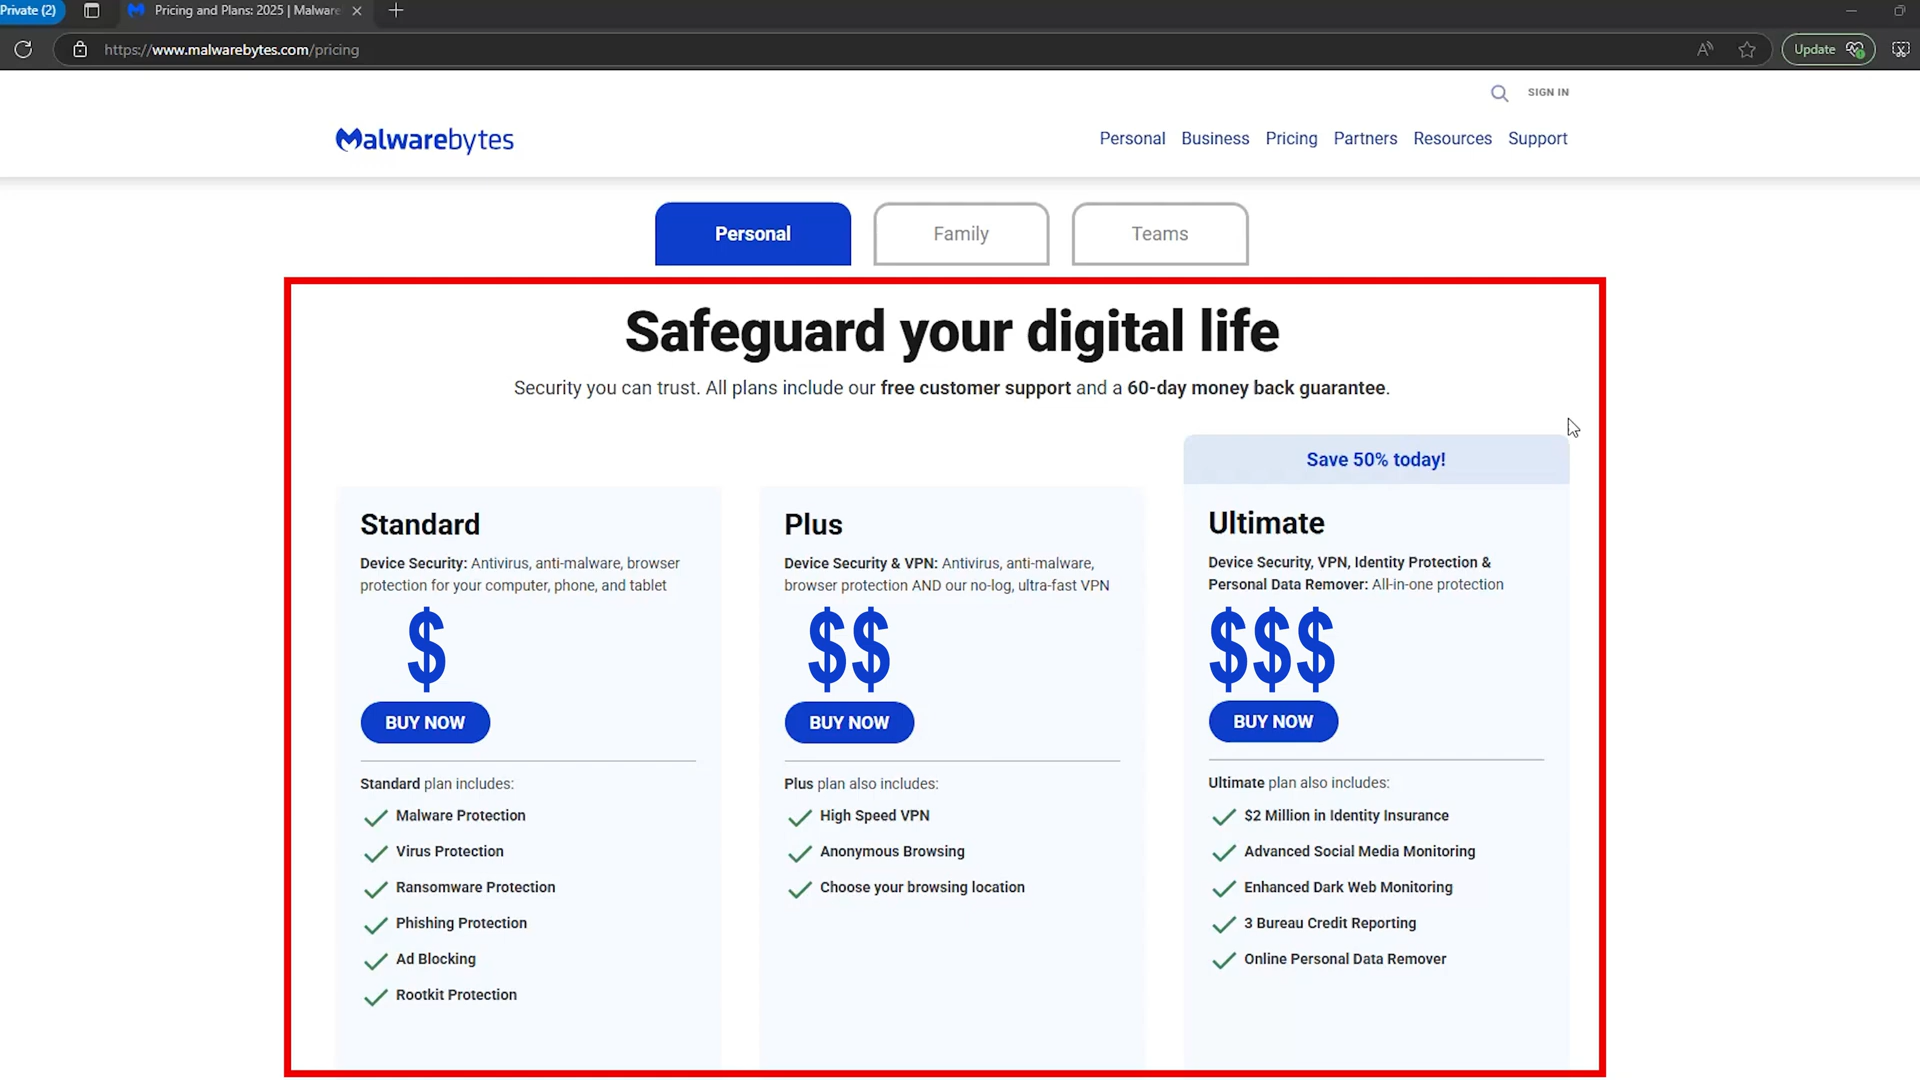 Private (2)
Pricing and Plans: 2025 | Malware
https://www.malwarebytes.com/pricing
Update
SIGN IN
Malwarebytes
Personal Business Pricing Partners Resources Support
Personal
Family
Teams
Safeguard your digital life
Security you can trust. All plans include our free customer support and a 60-day money back guarantee.
Save 50% today!
Standard
Device Security: Antivirus, anti-malware, browser
protection for your computer, phone, and tablet
$
BUY NOW
Standard plan includes:
Malware Protection
Virus Protection
Ransomware Protection
Phishing Protection
Ad Blocking
Rootkit Protection
Plus
Device Security & VPN: Antivirus, anti-malware,
browser protection AND our no-log, ultra-fast VPN
$$
BUY NOW
Plus plan also includes:
High Speed VPN
Anonymous Browsing
Choose your browsing location
Ultimate
Device Security, VPN, Identity Protection &
Personal Data Remover: All-in-one protection
$$$
BUY NOW
Ultimate plan also includes:
$2 Million in Identity Insurance
Advanced Social Media Monitoring
Enhanced Dark Web Monitoring
3 Bureau Credit Reporting
Online Personal Data Remover